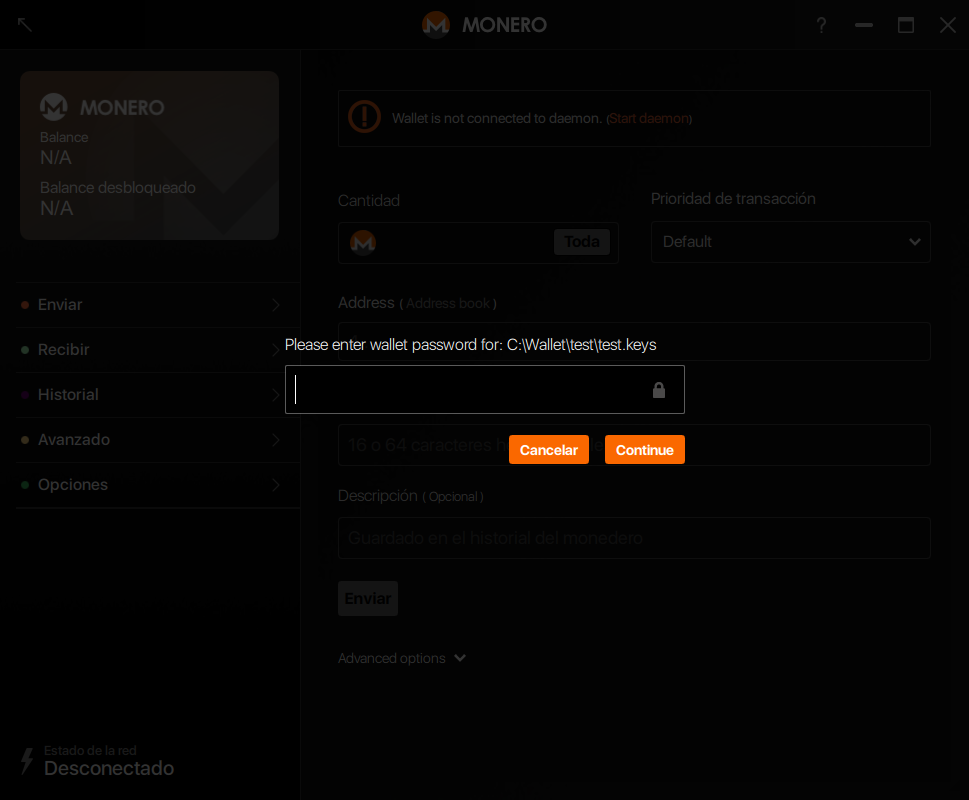 MONERO
?
MONERO
Balance
N/A
Balance desbloqueado
N/A
Enviar
Recibir
Historial
Avanzado
Opciones
Estado de la red
Desconectado
Wallet is not connected to daemon. (Start daemon)
Cantidad
Prioridad de transacción
Toda
Default
Address ( Address book )
Please enter wallet password for: C:\Wallet\test\test.keys
16 o 64 caracteres
Cancelar
Continue
Descripción ( Opcional )
Guardado en el historial del monedero
Enviar
Advanced options